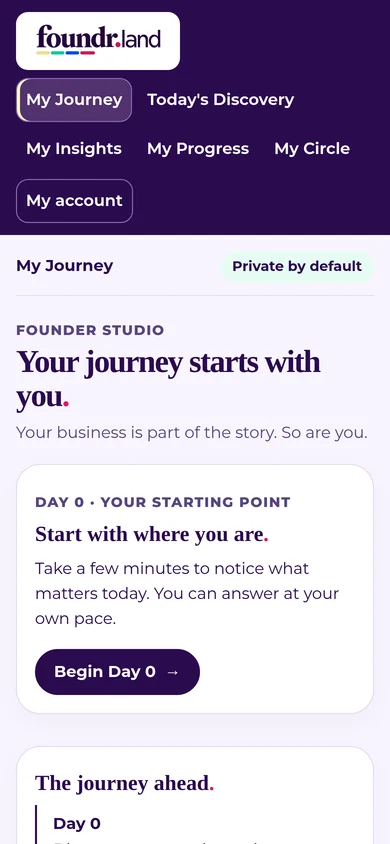 foundr.land
My Journey
Today's Discovery
My Insights
My Progress
My Circle
My account
My Journey
Private by default
FOUNDER STUDIO
Your journey starts with
you.
Your business is part of the story. So are you.
DAY 0 · YOUR STARTING POINT
Start with where you are.
Take a few minutes to notice what
matters today. You can answer at your
own pace.
Begin Day 0 →
The journey ahead.
Day 0